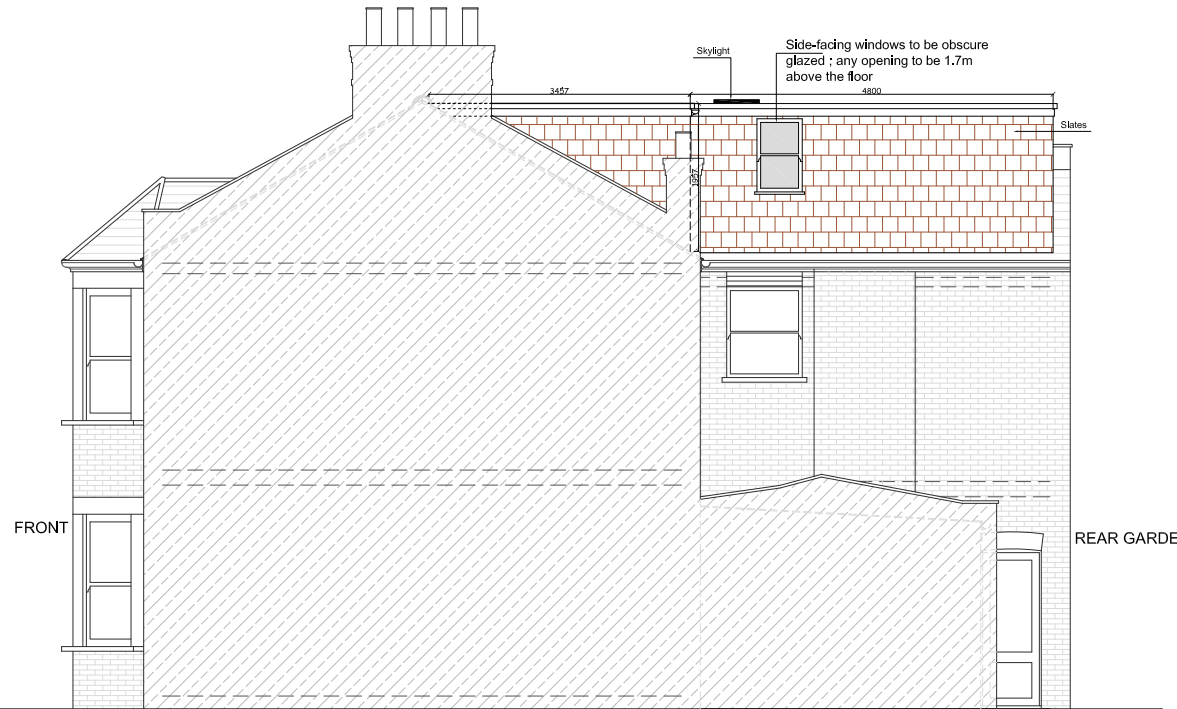 Side-facing windows to be obscure
glazed ; any opening to be 1.7m
above the floor
Skylight
3457
4800
Slates
1957
FRONT
REAR GARDE